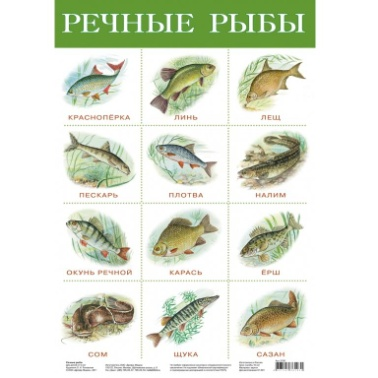 РЕЧНЫЕ РЫБЫ
КРАСНОПЁРКА
ЛИНЬ
ЛЕЩ
ПЕСКАРЬ
ПЛОТВА
НАЛИМ
ОКУНЬ РЕЧНОЙ
КАРАСЬ
ЁРШ
СОМ
ЩУКА
САЗАН